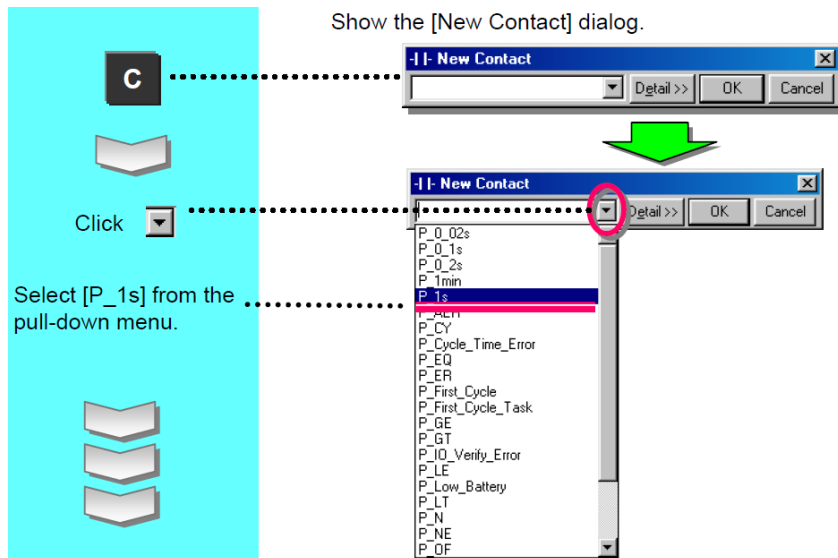 Show the [New Contact] dialog.
C
-| |- New Contact
Detail >> OK Cancel
-| |- New Contact
Detail >> OK Cancel
Click
P_0_02s
P_0_1s
P_0_2s
P_1min
P_1s
Select [P_1s] from the
pull-down menu.
P_AER
P_CY
P_Cycle_Time_Error
P_EQ
P_ER
P_First_Cycle
P_First_Cycle_Task
P_GE
P_GT
P_IO_Verify_Error
P_LE
P_Low_Battery
P_LT
P_N
P_NE
P_OF